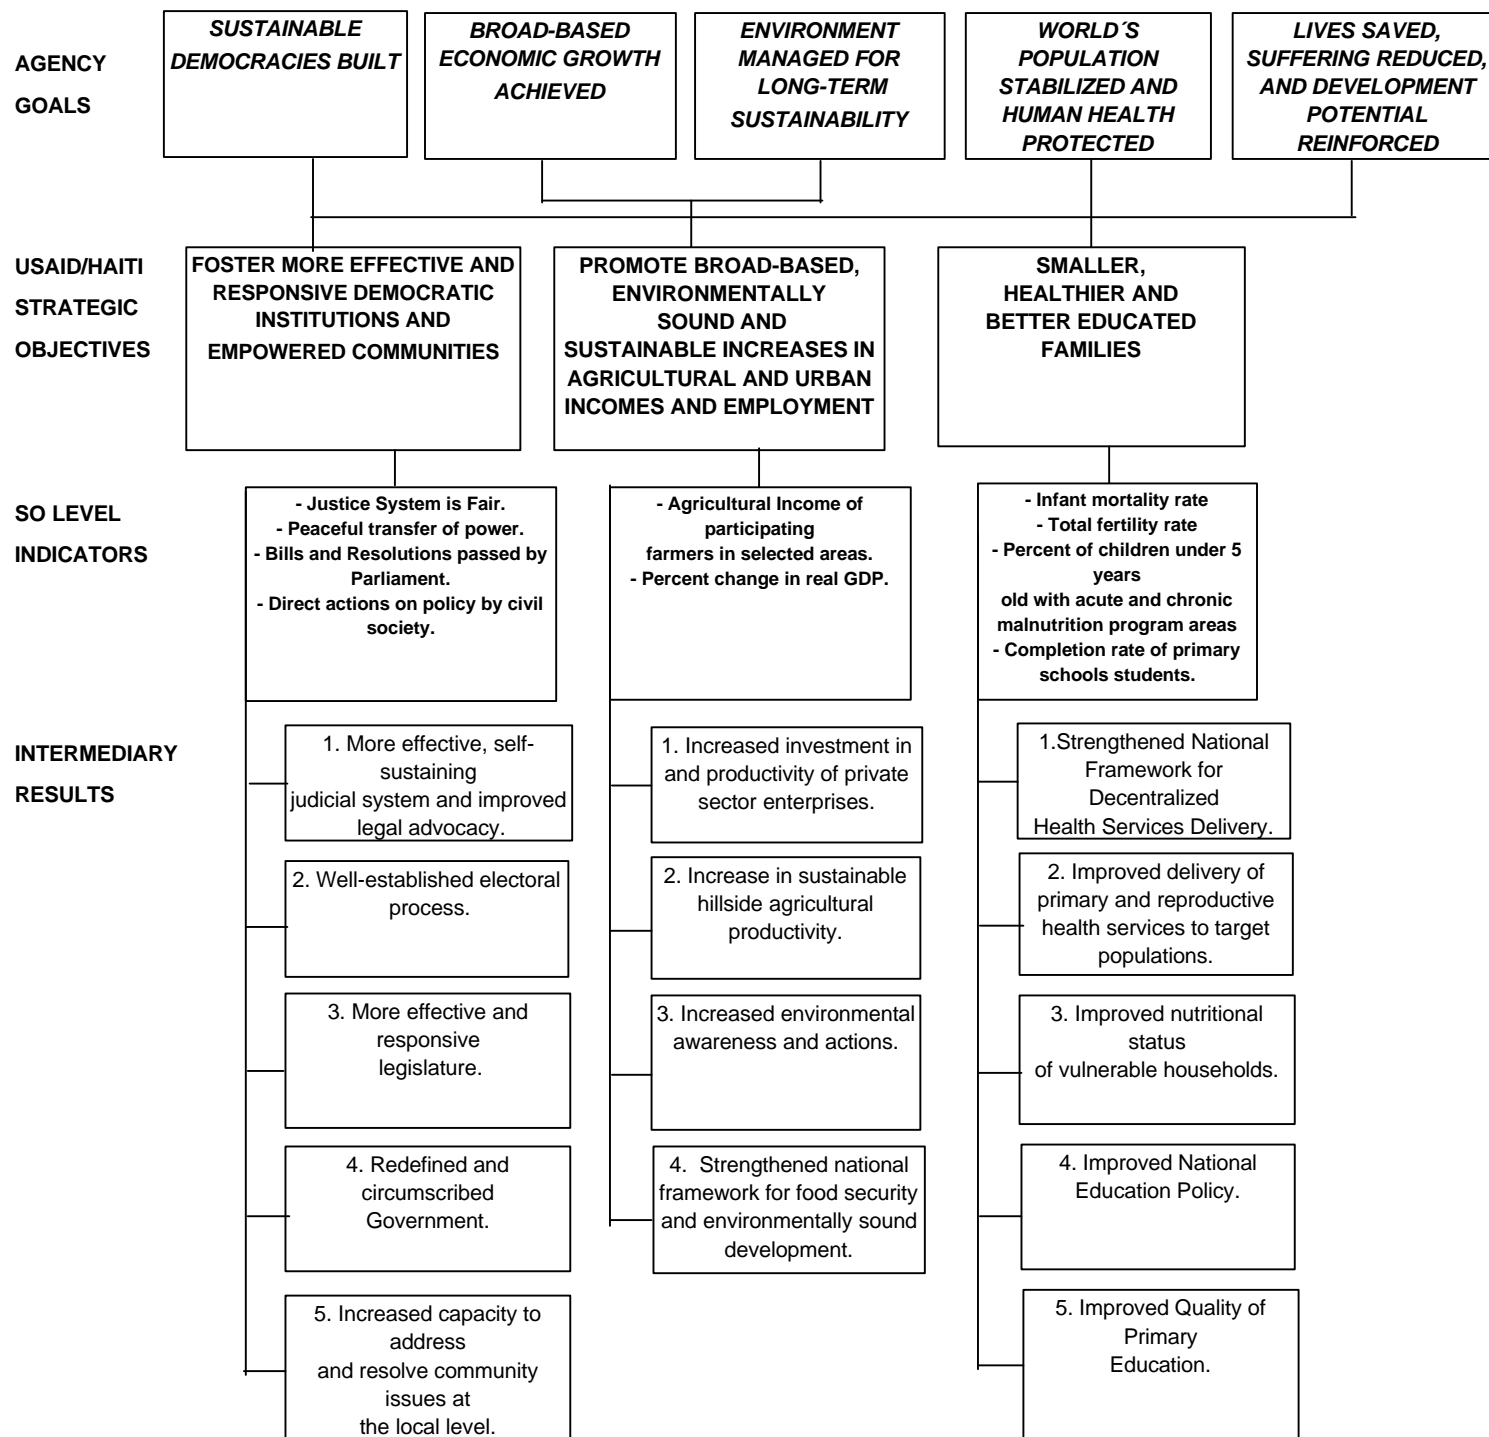 AGENCY
GOALS
SUSTAINABLE
DEMOCRACIES BUILT
BROAD-BASED
ECONOMIC GROWTH
ACHIEVED
ENVIRONMENT
MANAGED FOR
LONG-TERM
SUSTAINABILITY
WORLD´S
POPULATION
STABILIZED AND
HUMAN HEALTH
PROTECTED
LIVES SAVED,
SUFFERING REDUCED,
AND DEVELOPMENT
POTENTIAL
REINFORCED
USAID/HAITI
STRATEGIC
OBJECTIVES
FOSTER MORE EFFECTIVE AND
RESPONSIVE DEMOCRATIC
INSTITUTIONS AND
EMPOWERED COMMUNITIES
PROMOTE BROAD-BASED,
ENVIRONMENTALLY
SOUND AND
SUSTAINABLE INCREASES IN
AGRICULTURAL AND URBAN
INCOMES AND EMPLOYMENT
SMALLER,
HEALTHIER AND
BETTER EDUCATED
FAMILIES
SO LEVEL
INDICATORS
- Justice System is Fair.
- Peaceful transfer of power.
- Bills and Resolutions passed by
Parliament.
- Direct actions on policy by civil
society.
- Agricultural Income of
participating
farmers in selected areas.
- Percent change in real GDP.
- Infant mortality rate
- Total fertility rate
- Percent of children under 5
years
old with acute and chronic
malnutrition program areas
- Completion rate of primary
schools students.
INTERMEDIARY
RESULTS
1. More effective, self-
sustaining
judicial system and improved
legal advocacy.
2. Well-established electoral
process.
3. More effective and
responsive
legislature.
4. Redefined and
circumscribed
Government.
5. Increased capacity to
address
and resolve community
issues at
the local level.
1. Increased investment in
and productivity of private
sector enterprises.
2. Increase in sustainable
hillside agricultural
productivity.
3. Increased environmental
awareness and actions.
4.  Strengthened national
framework for food security
and environmentally sound
development.
1.Strengthened National
Framework for
Decentralized
Health Services Delivery.
2. Improved delivery of
primary and reproductive
health services to target
populations.
3. Improved nutritional
status
of vulnerable households.
4. Improved National
Education Policy.
5. Improved Quality of
Primary
Education.